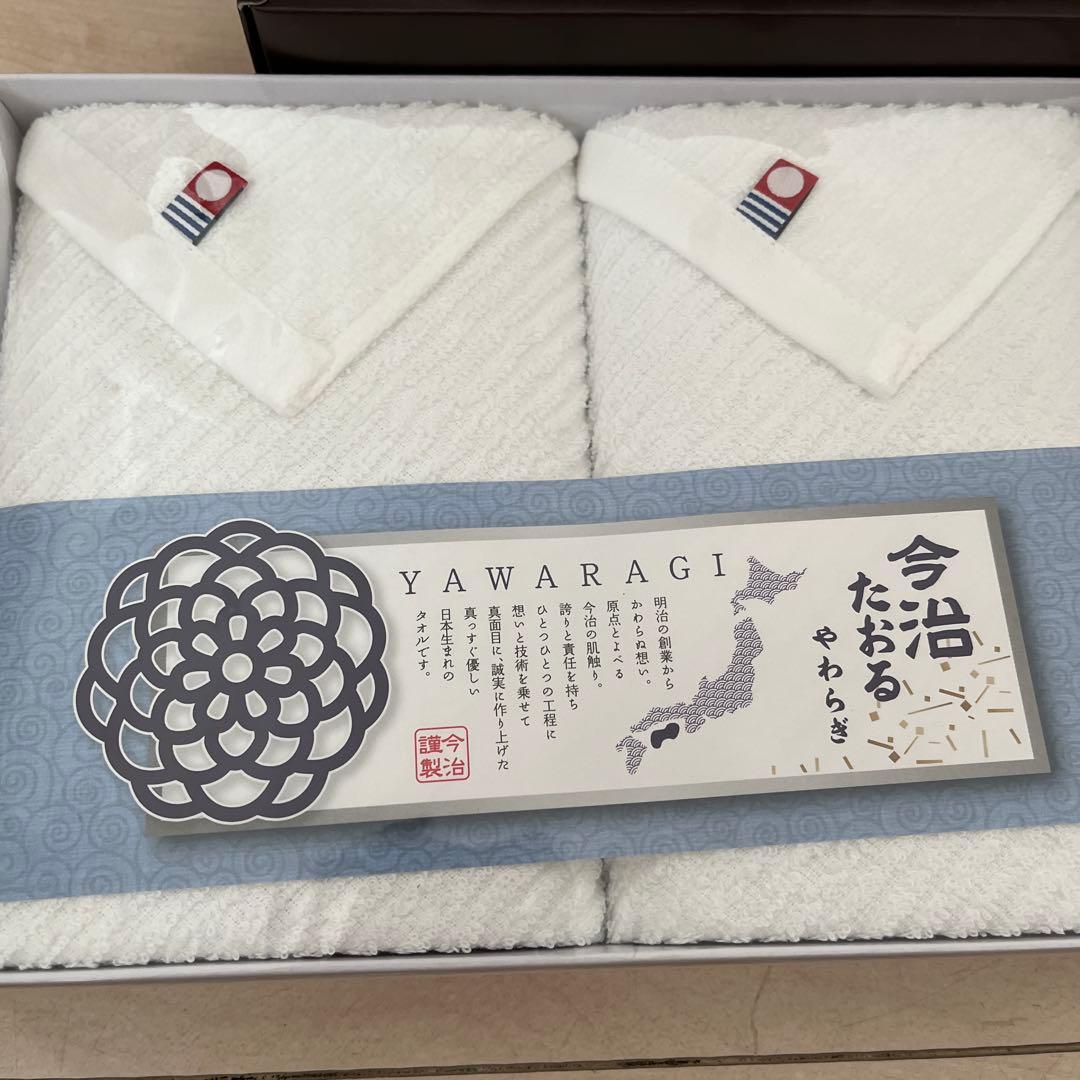 今治
たおる
やわらぎ
YAWARAGI
明治の創業から
かわらぬ想い。
原点とよべる
今治の肌触り。
誇りと責任を持ち
ひとつひとつの工程に
想いと技術を乗せて
真面目に、誠実に作り上げた
真っすぐ優しい
日本生まれの
タオルです。
今治
謹製